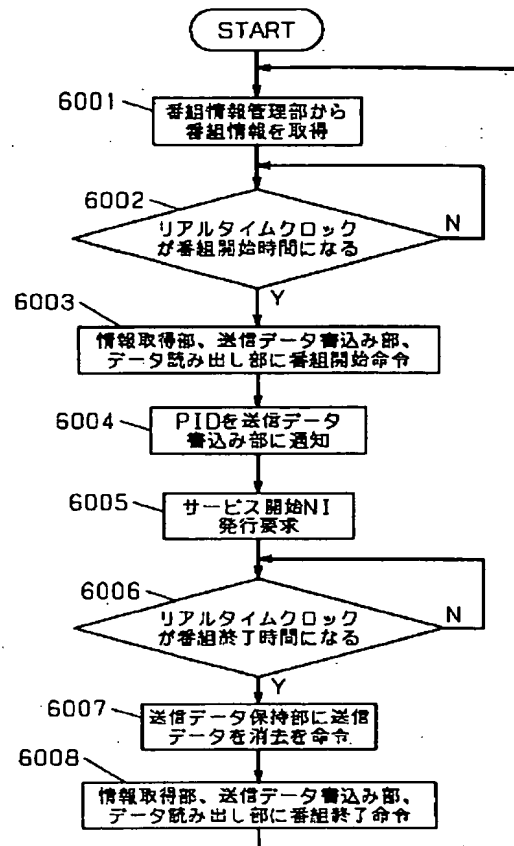 START
6001
番組情報管理部から
番組情報を取得
6002
リアルタイムクロック
が番組開始時間になる
N
Y
6003
情報取得部、送信データ書込み部、
データ読み出し部に番組開始命令
6004
PIDを送信データ
書込み部に通知
6005
サービス開始NI
発行要求
6006
リアルタイムクロック
が番組終了時間になる
N
Y
6007
送信データ保持部に送信
データを消去を命令
6008
情報取得部、送信データ書込み部、
データ読み出し部に番組終了命令